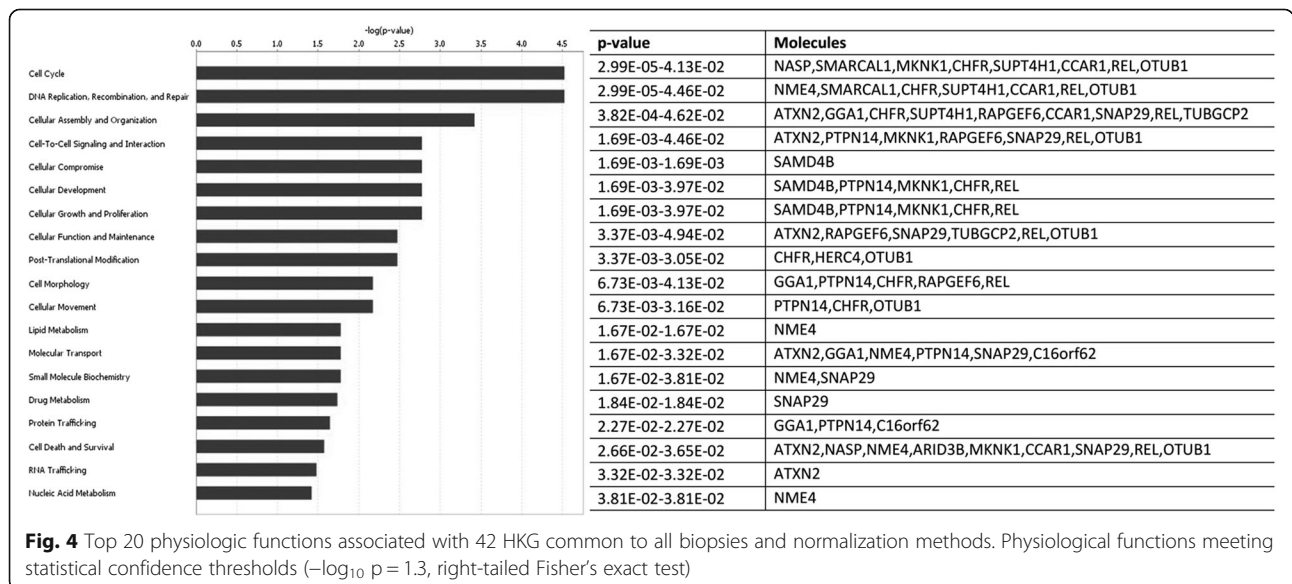 -log(p-value)
0.0 0.5 1.0 1.5 2.0 2.5 3.0 3.5 4.0 4.5
p-value Molecules
Cell Cycle 2.99E-05-4.13E-02 NASP,SMARCAL1,MKNK1,CHFR,SUPT4H1,CCAR1,REL,OTUB1
DNA Replication, Recombination, and Repair 2.99E-05-4.46E-02 NME4,SMARCAL1,CHFR,SUPT4H1,CCAR1,REL,OTUB1
Cellular Assembly and Organization 3.82E-04-4.62E-02 ATXN2,GGA1,CHFR,SUPT4H1,RAPGEF6,CCAR1,SNAP29,REL,TUBGCP2
Cell-To-Cell Signaling and Interaction 1.69E-03-4.46E-02 ATXN2,PTPN14,MKNK1,RAPGEF6,SNAP29,REL,OTUB1
Cellular Compromise 1.69E-03-1.69E-03 SAMD4B
Cellular Development 1.69E-03-3.97E-02 SAMD4B,PTPN14,MKNK1,CHFR,REL
Cellular Growth and Proliferation 1.69E-03-3.97E-02 SAMD4B,PTPN14,MKNK1,CHFR,REL
Cellular Function and Maintenance 3.37E-03-4.94E-02 ATXN2,RAPGEF6,SNAP29,TUBGCP2,REL,OTUB1
Post-Translational Modification 3.37E-03-3.05E-02 CHFR,HERC4,OTUB1
Cell Morphology 6.73E-03-4.13E-02 GGA1,PTPN14,CHFR,RAPGEF6,REL
Cellular Movement 6.73E-03-3.16E-02 PTPN14,CHFR,OTUB1
Lipid Metabolism 1.67E-02-1.67E-02 NME4
Molecular Transport 1.67E-02-3.32E-02 ATXN2,GGA1,NME4,PTPN14,SNAP29,C16orf62
Small Molecule Biochemistry 1.67E-02-3.81E-02 NME4,SNAP29
Drug Metabolism 1.84E-02-1.84E-02 SNAP29
Protein Trafficking 2.27E-02-2.27E-02 GGA1,PTPN14,C16orf62
Cell Death and Survival 2.66E-02-3.65E-02 ATXN2,NASP,NME4,ARID3B,MKNK1,CCAR1,SNAP29,REL,OTUB1
RNA Trafficking 3.32E-02-3.32E-02 ATXN2
Nucleic Acid Metabolism 3.81E-02-3.81E-02 NME4
Fig. 4 Top 20 physiologic functions associated with 42 HKG common to all biopsies and normalization methods. Physiological functions meeting
statistical confidence thresholds (−log₁₀ p = 1.3, right-tailed Fisher's exact test)